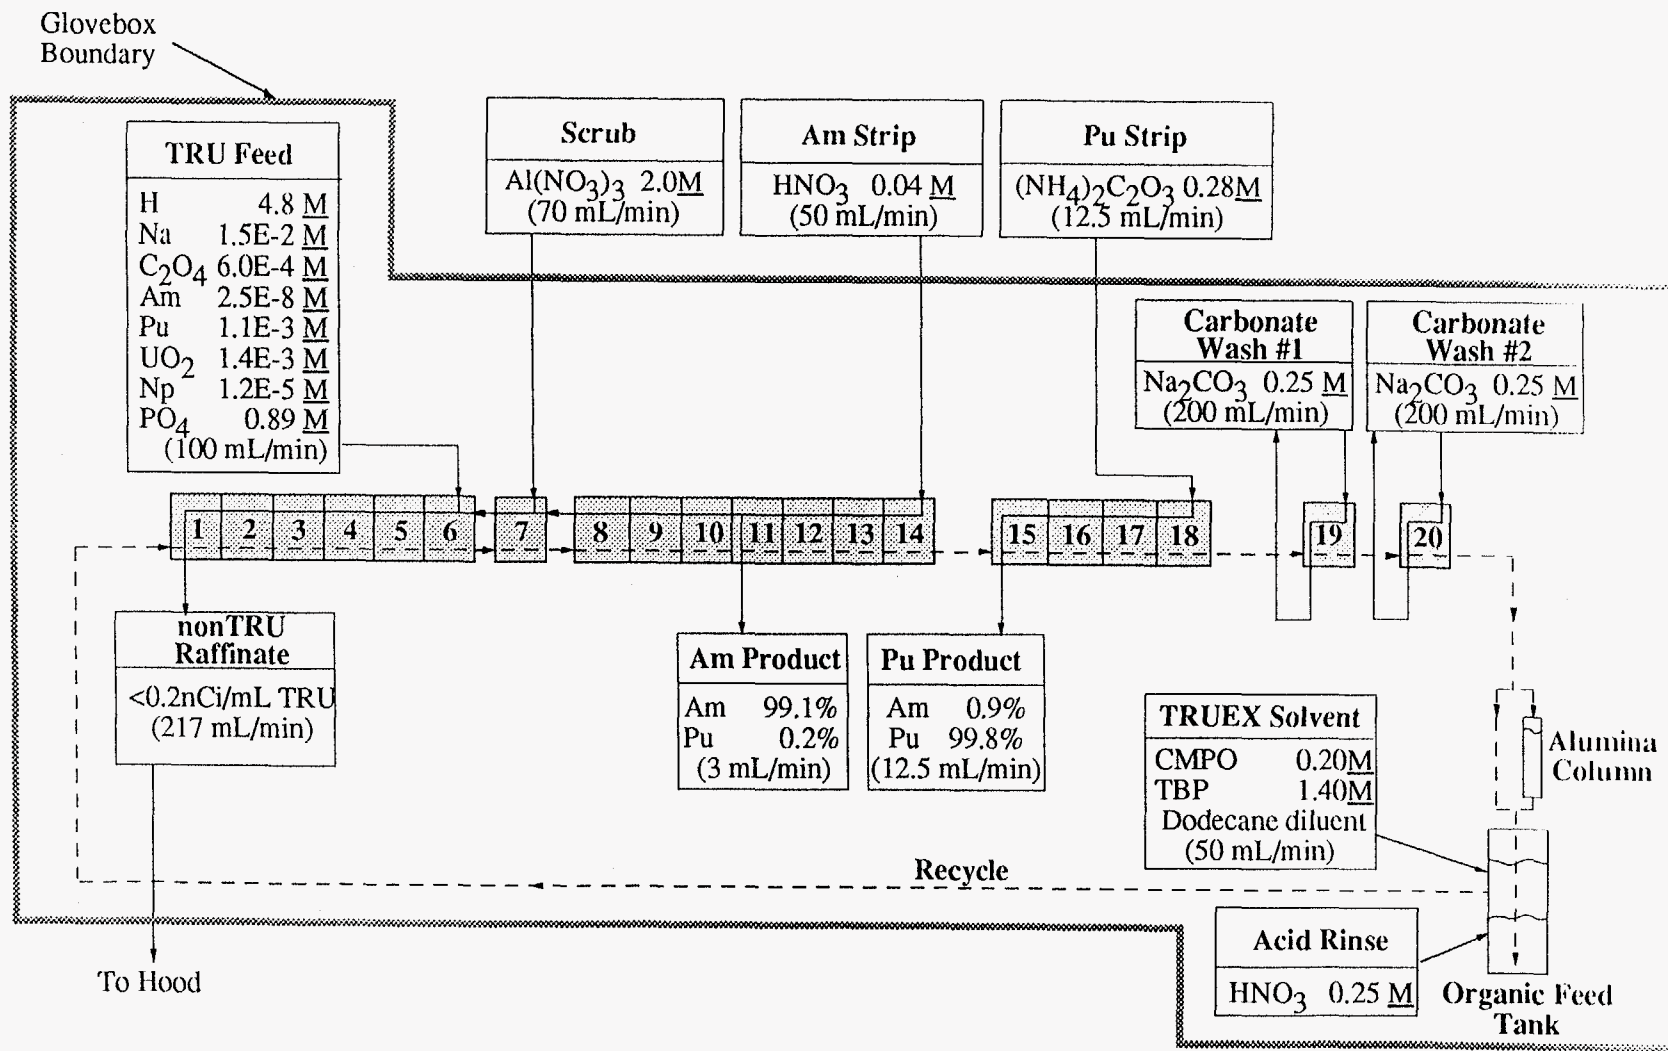 Glovebox
Boundary
TRU Feed
H 4.8 M
Na 1.5E-2 M
C2O4 6.0E-4 M
Am 2.5E-8 M
Pu 1.1E-3 M
UO2 1.4E-3 M
Np 1.2E-5 M
PO4 0.89 M
(100 mL/min)
Scrub
Al(NO3)3 2.0M
(70 mL/min)
Am Strip
HNO3 0.04 M
(50 mL/min)
Pu Strip
(NH4)2C2O3 0.28M
(12.5 mL/min)
Carbonate
Wash #1
Na2CO3 0.25 M
(200 mL/min)
Carbonate
Wash #2
Na2CO3 0.25 M
(200 mL/min)
1 2 3 4 5 6 7 8 9 10 11 12 13 14 15 16 17 18 19 20
nonTRU
Raffinate
<0.2nCi/mL TRU
(217 mL/min)
Am Product
Am 99.1%
Pu 0.2%
(3 mL/min)
Pu Product
Am 0.9%
Pu 99.8%
(12.5 mL/min)
TRUEX Solvent
CMPO 0.20M
TBP 1.40M
Dodecane diluent
(50 mL/min)
Alumina
Column
Recycle
Acid Rinse
HNO3 0.25 M
Organic Feed
Tank
To Hood